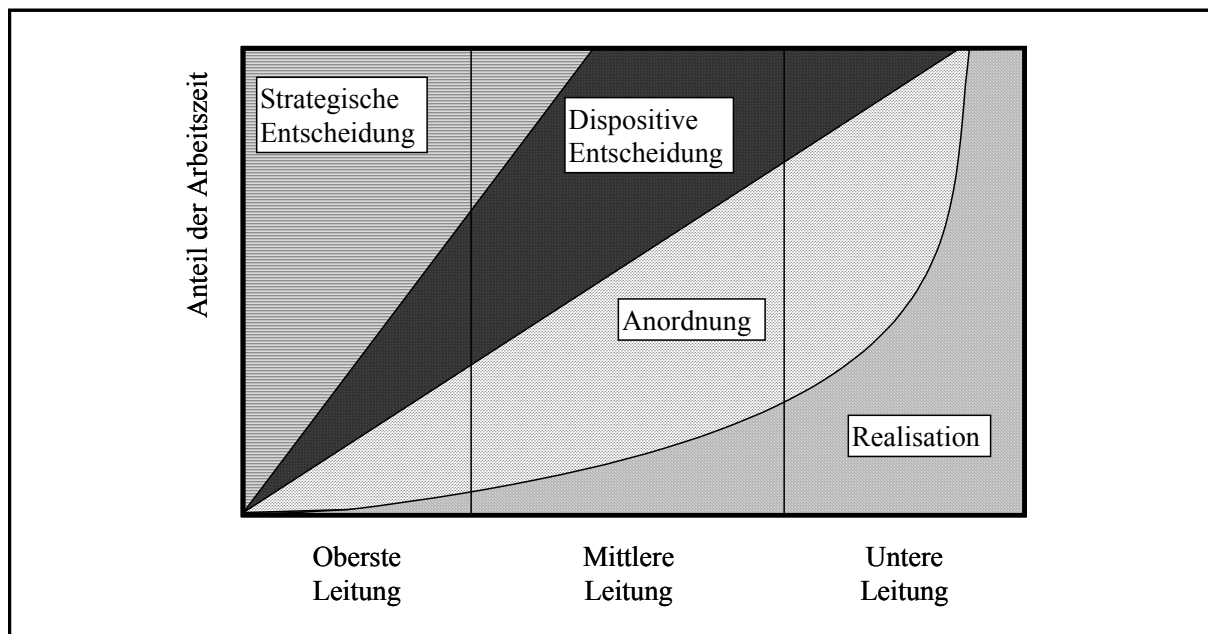 Anteil der Arbeitszeit
Strategische
Entscheidung
Dispositive
Entscheidung
Anordnung
Realisation
Oberste
Leitung
Mittlere
Leitung
Untere
Leitung